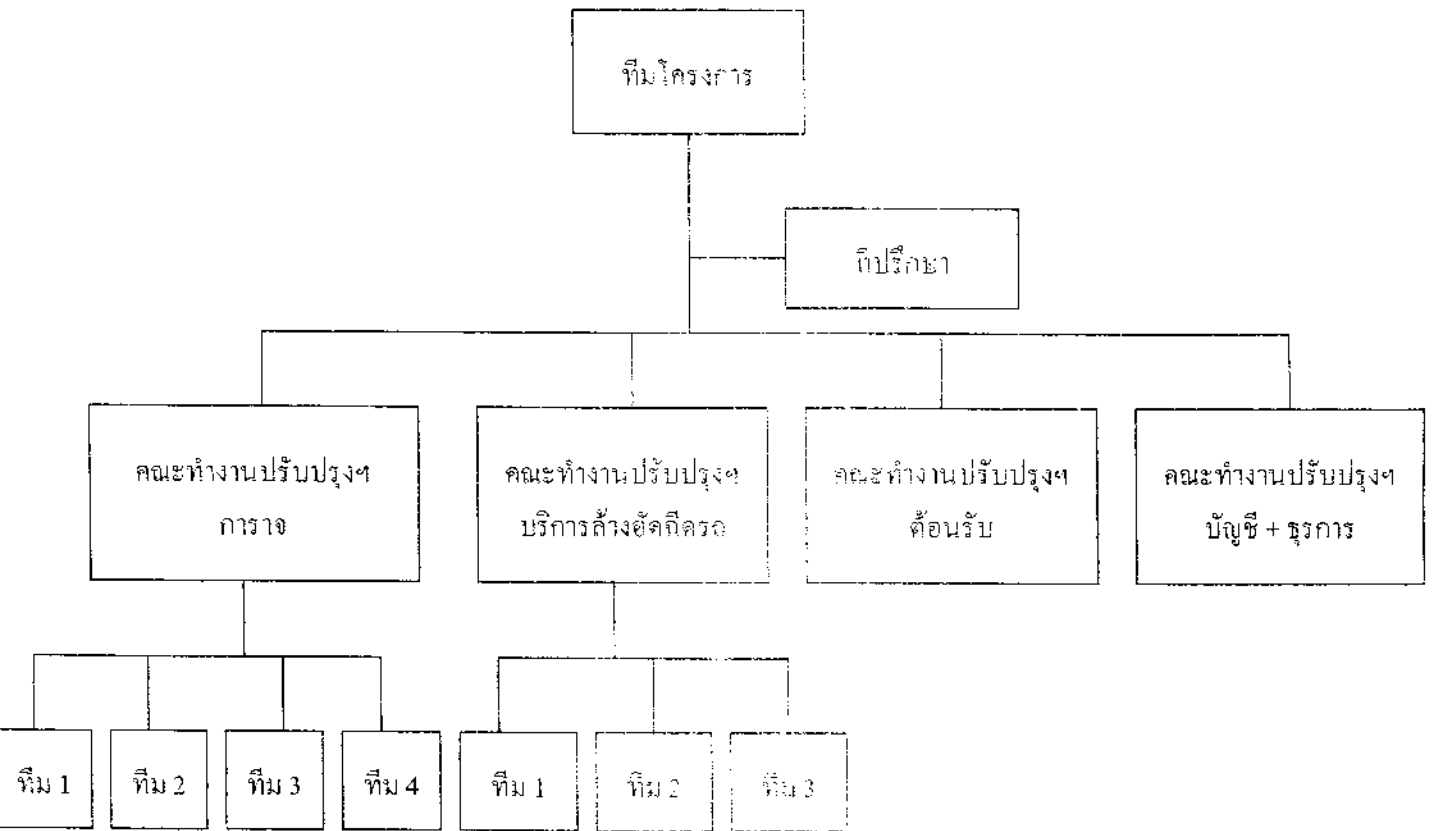 ทีมโครงการ
ที่ปรึกษา
คณะทำงานปรับปรุงฯ
การาจ
คณะทำงานปรับปรุงฯ
บริการล้างอัดฉีดรถ
คณะทำงานปรับปรุงฯ
ต้อนรับ
คณะทำงานปรับปรุงฯ
บัญชี + ธุรการ
ทีม 1
ทีม 2
ทีม 3
ทีม 4
ทีม 1
ทีม 2
ทีม 3